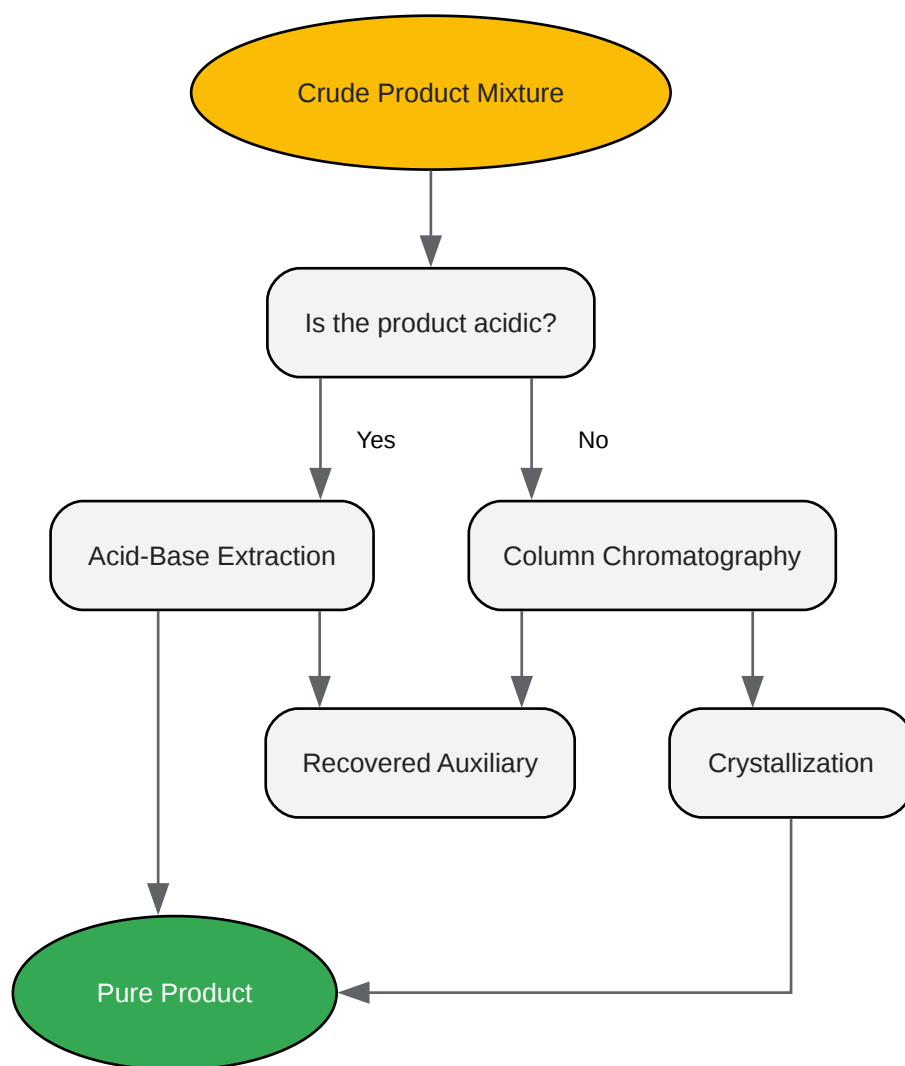 Crude Product Mixture
Is the product acidic?
Yes
No
Acid-Base Extraction
Column Chromatography
Recovered Auxiliary
Crystallization
Pure Product